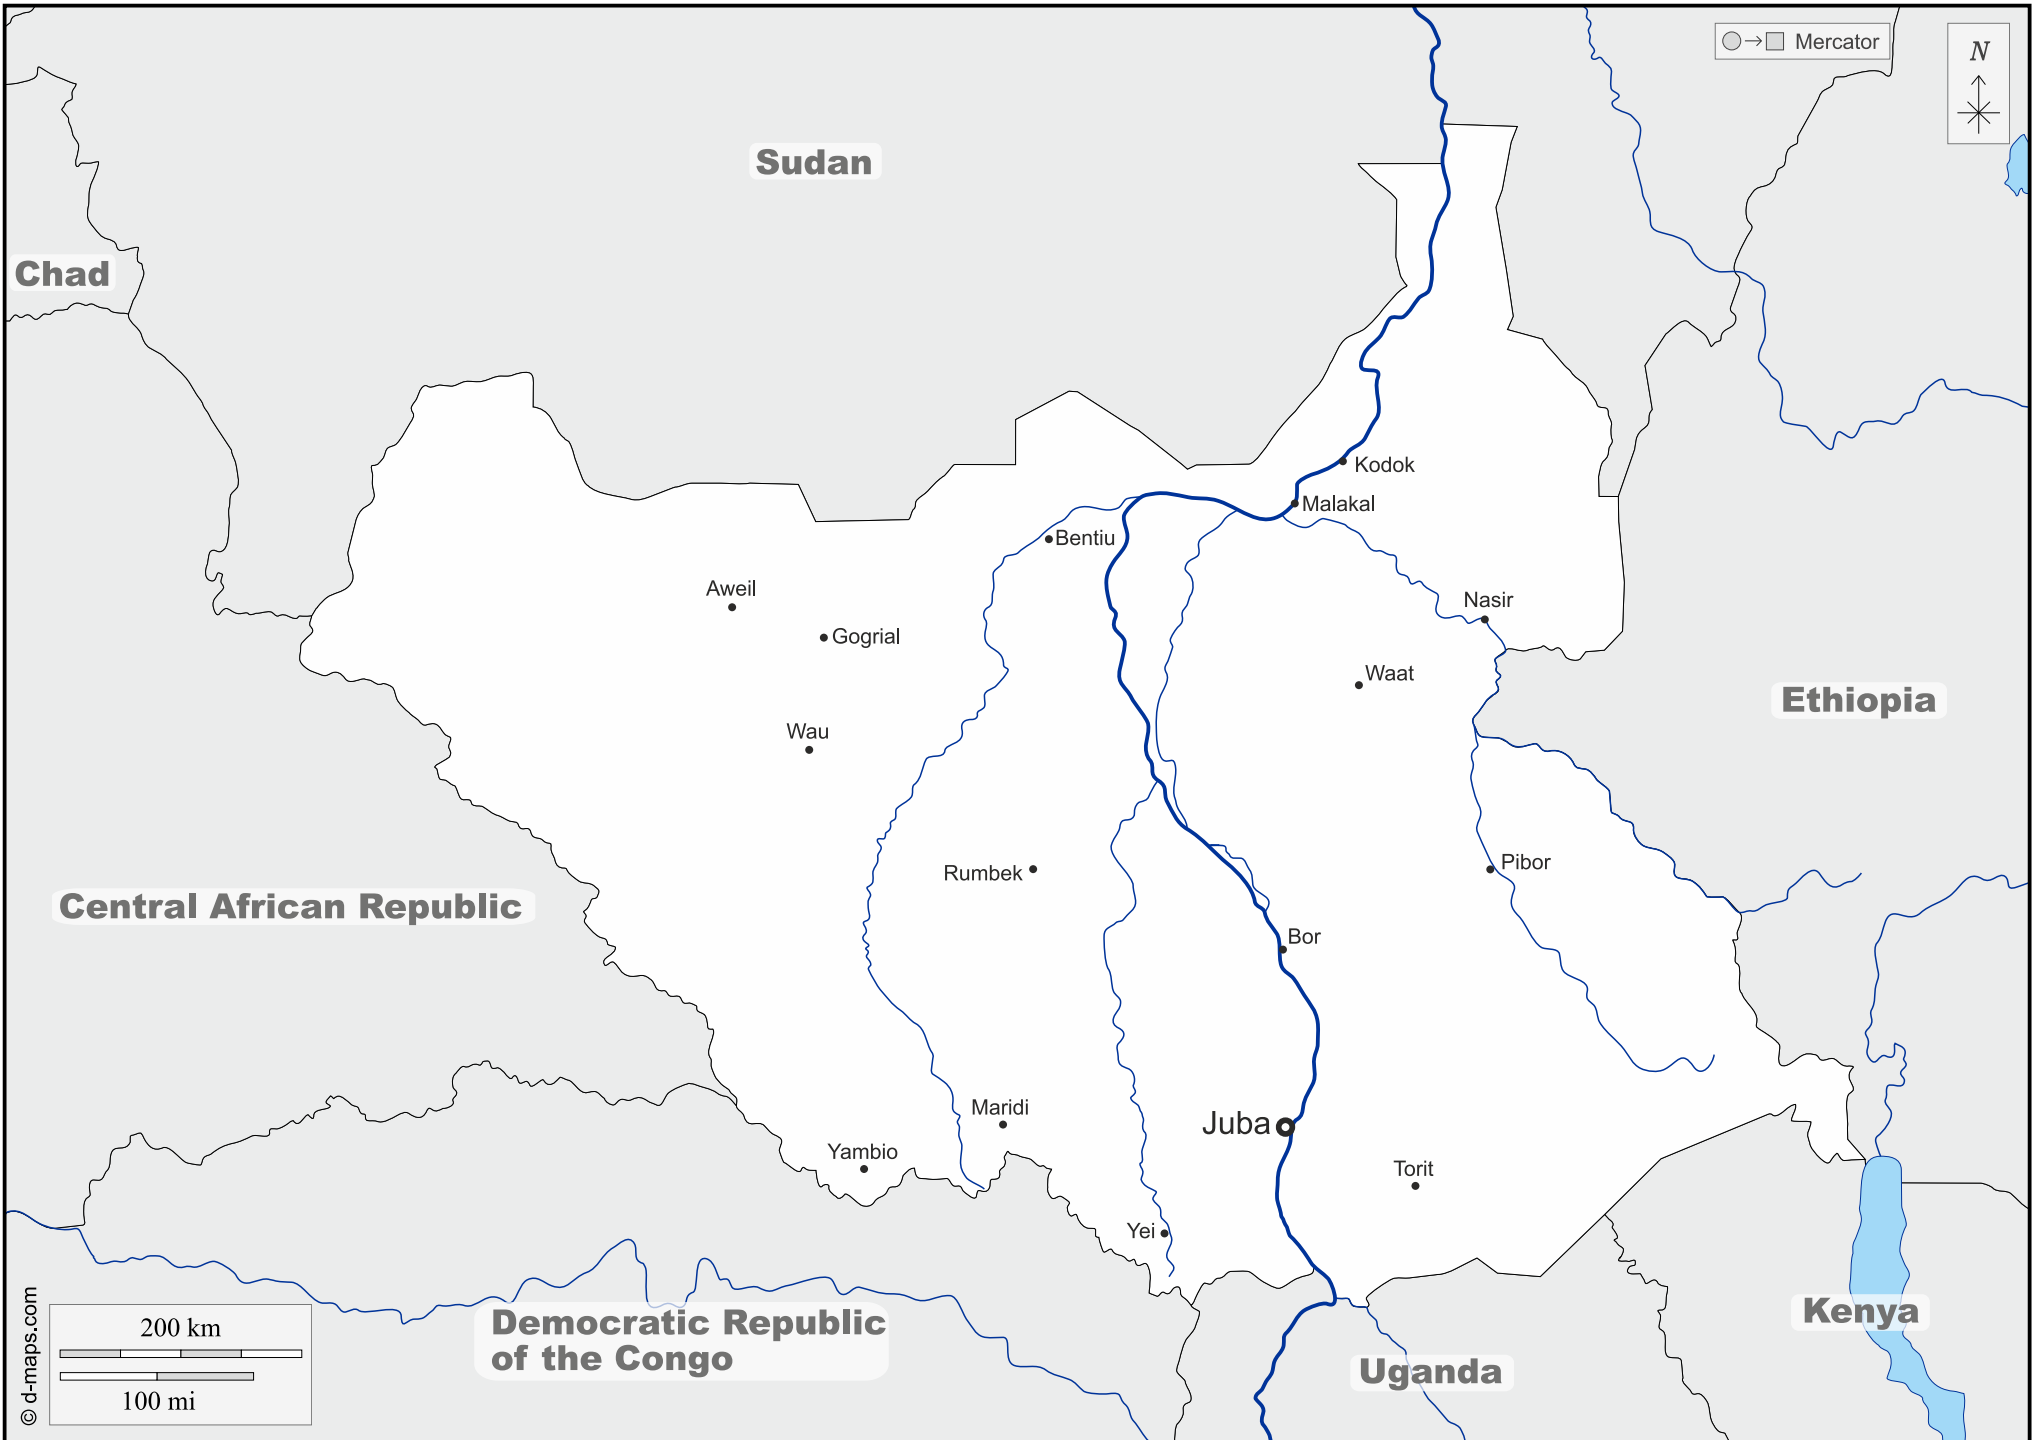 Mercator
N
Sudan
Chad
Kodok
Malakal
Bentiu
Aweil
Nasir
Gogrial
Waat
Ethiopia
Wau
Pibor
Rumbek
Central African Republic
Bor
Maridi
Juba
Yambio
Torit
Yei
Kenya
Democratic Republic
of the Congo
Uganda
200 km
100 mi
© d-maps.com